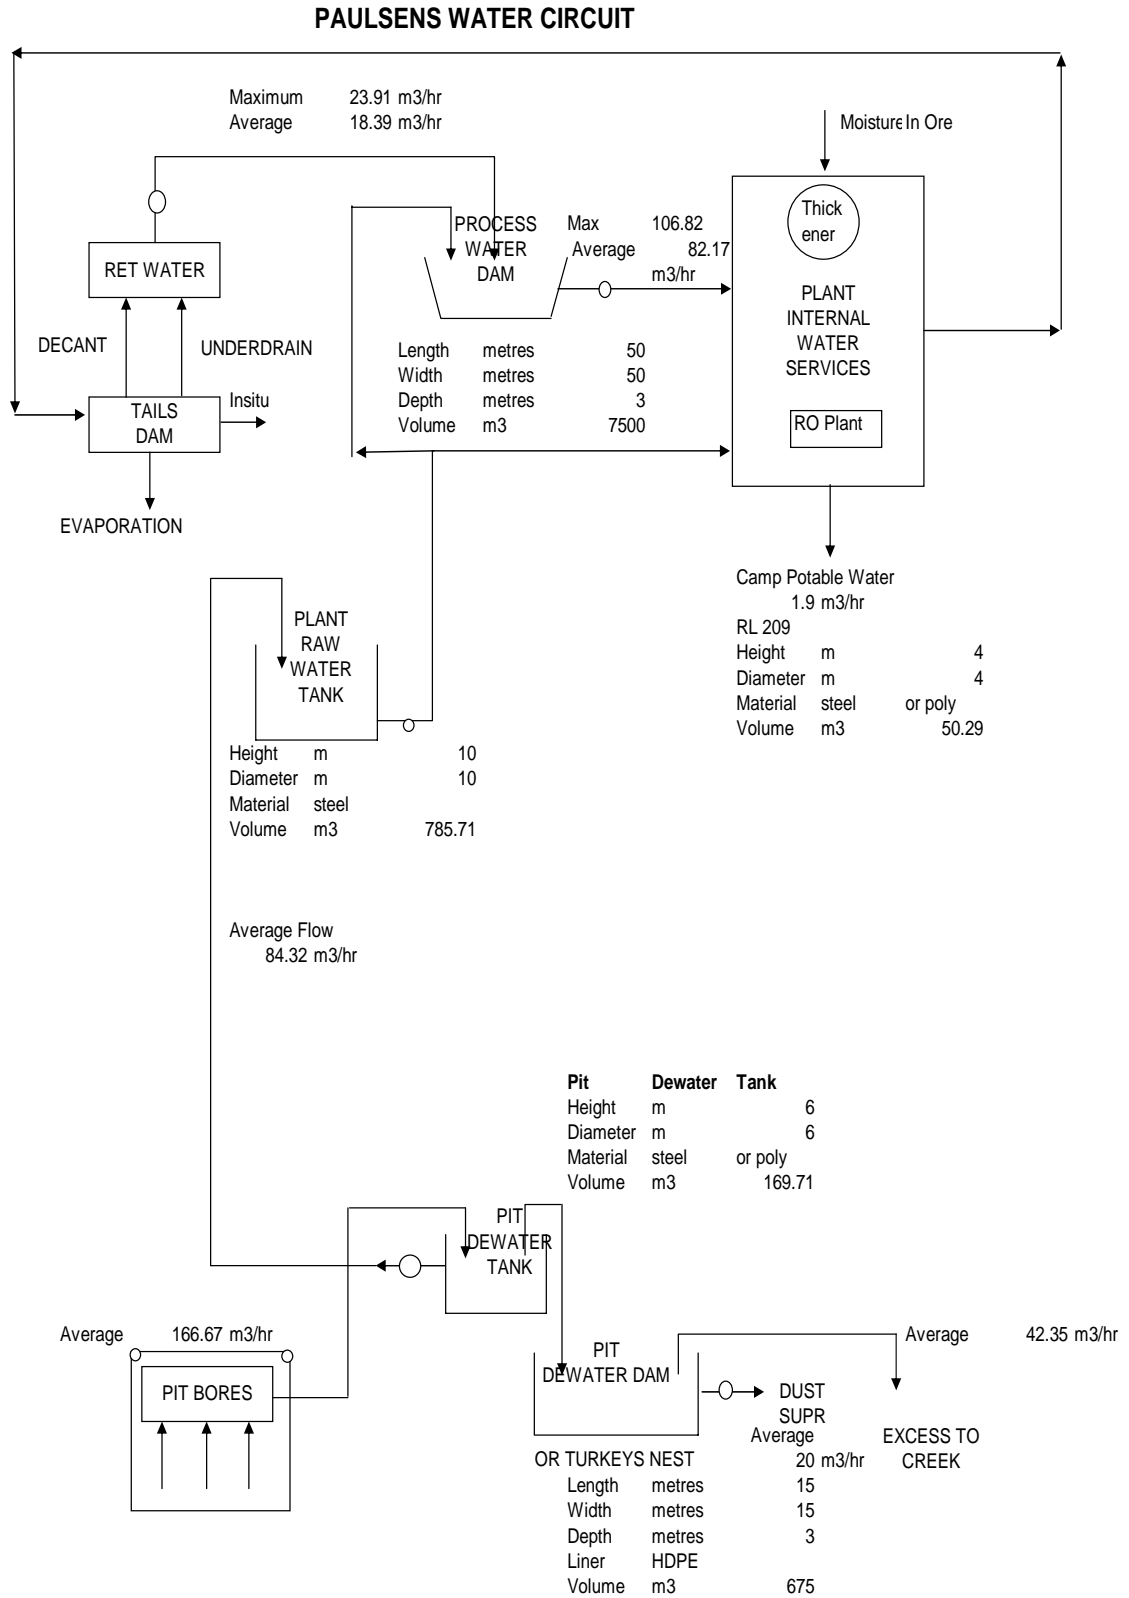 PAULSENS WATER CIRCUIT
Maximum 23.91 m3/hr
Average 18.39 m3/hr
Moisture In Ore
Thick
ener
PROCESS
WATER
DAM
Max 106.82
Average 82.17
m3/hr
RET WATER
PLANT
INTERNAL
WATER
SERVICES
DECANT
UNDERDRAIN
Length metres 50
Width metres 50
Depth metres 3
Volume m3 7500
TAILS
DAM
Insitu
RO Plant
EVAPORATION
Camp Potable Water
1.9 m3/hr
RL 209
Height m 4
Diameter m 4
Material steel or poly
Volume m3 50.29
PLANT
RAW
WATER
TANK
Height m 10
Diameter m 10
Material steel
Volume m3 785.71
Average Flow
84.32 m3/hr
Pit Dewater Tank
Height m 6
Diameter m 6
Material steel or poly
Volume m3 169.71
PIT
DEWATER
TANK
Average 166.67 m3/hr
PIT BORES
PIT
DEWATER DAM
Average 42.35 m3/hr
DUST
SUPR
Average
20 m3/hr
EXCESS TO
CREEK
OR TURKEYS NEST
Length metres 15
Width metres 15
Depth metres 3
Liner HDPE
Volume m3 675